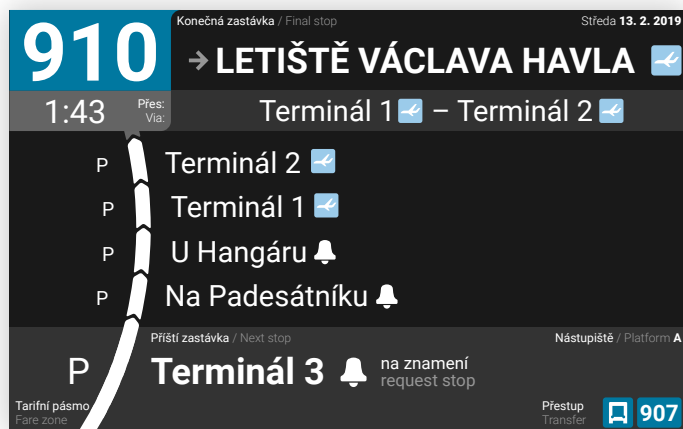 910
Konečná zastávka / Final stop
Středa 13. 2. 2019
→ LETIŠTĚ VÁCLAVA HAVLA
1:43
Přes:
Via:
Terminál 1 – Terminál 2
P Terminál 2
P Terminál 1
P U Hangáru
P Na Padesátníku
Příští zastávka / Next stop
Nástupiště / Platform A
P Terminál 3
na znamení
request stop
Tarifní pásmo
Fare zone
Přestup
Transfer
907